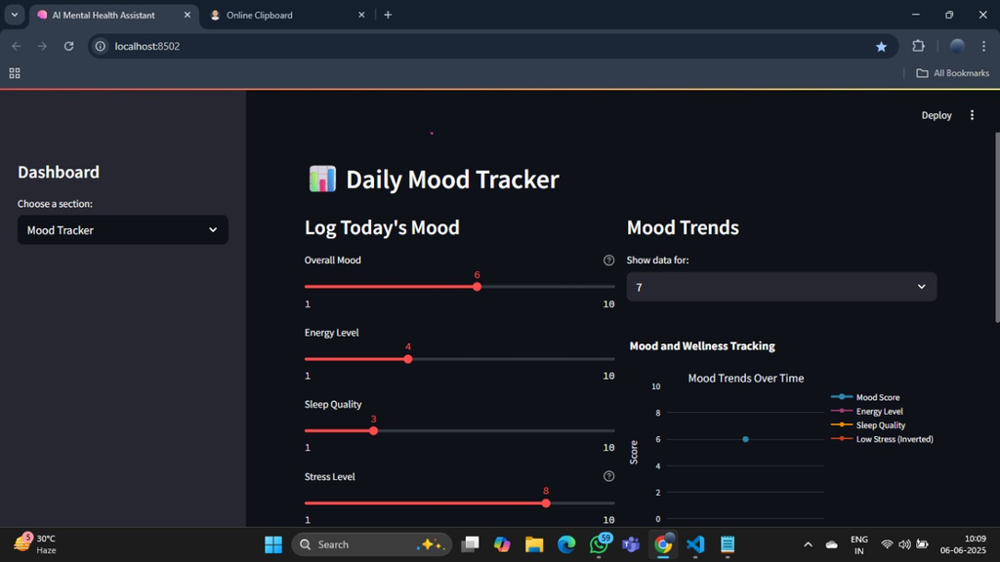 AI Mental Health Assistant
Online Clipboard
localhost:8502
All Bookmarks
Deploy
Dashboard
Choose a section:
Mood Tracker
Daily Mood Tracker
Log Today's Mood
Overall Mood
6
1 10
Energy Level
4
1 10
Sleep Quality
3
1 10
Stress Level
8
1 10
Mood Trends
Show data for:
7
Mood and Wellness Tracking
Mood Trends Over Time
10
8
6
4
2
0
Score
Mood Score
Energy Level
Sleep Quality
Low Stress (Inverted)
5
30°C
Haze
Search
59
ENG
IN
10:09
06-06-2025